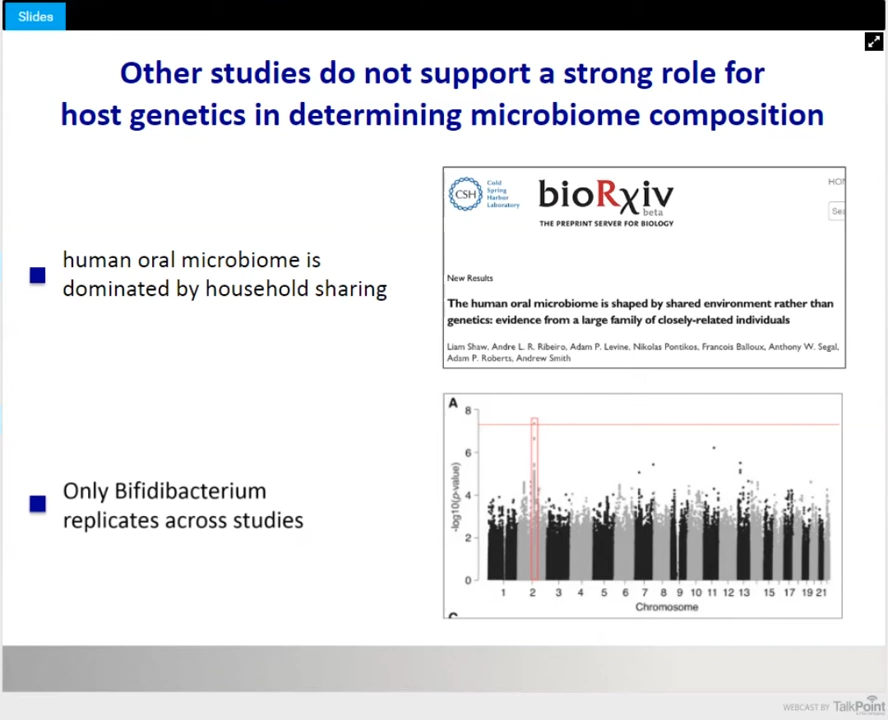 Slides
Other studies do not support a strong role for
host genetics in determining microbiome composition
human oral microbiome is
dominated by household sharing
CSH
Cold
Spring
Harbor
Laboratory
bioRχiv
beta
THE PREPRINT SERVER FOR BIOLOGY
HOM
Sea
New Results
The human oral microbiome is shaped by shared environment rather than
genetics: evidence from a large family of closely-related individuals
Liam Shaw, Andre L. R. Ribeiro, Adam P. Levine, Nikolas Pontikos, Francois Balloux, Anthony W. Segal,
Adam P. Roberts, Andrew Smith
Only Bifidibacterium
replicates across studies
A
8
6
4
2
0
-log10(p-value)
1 2 3 4 5 6 7 8 9 10 11 12 13 15 17 19 21
Chromosome
WEBCAST BY TalkPoint